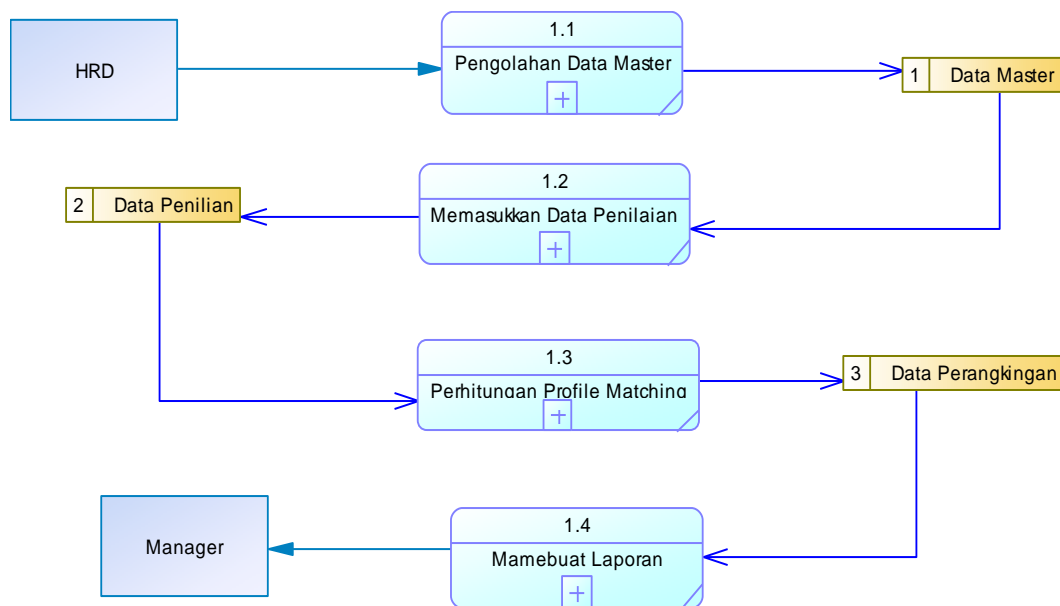 HRD
1.1
Pengolahan Data Master
1 Data Master
1.2
Memasukkan Data Penilaian
2 Data Penilian
1.3
Perhitungan Profile Matching
3 Data Perangkingan
1.4
Mamebuat Laporan
Manager